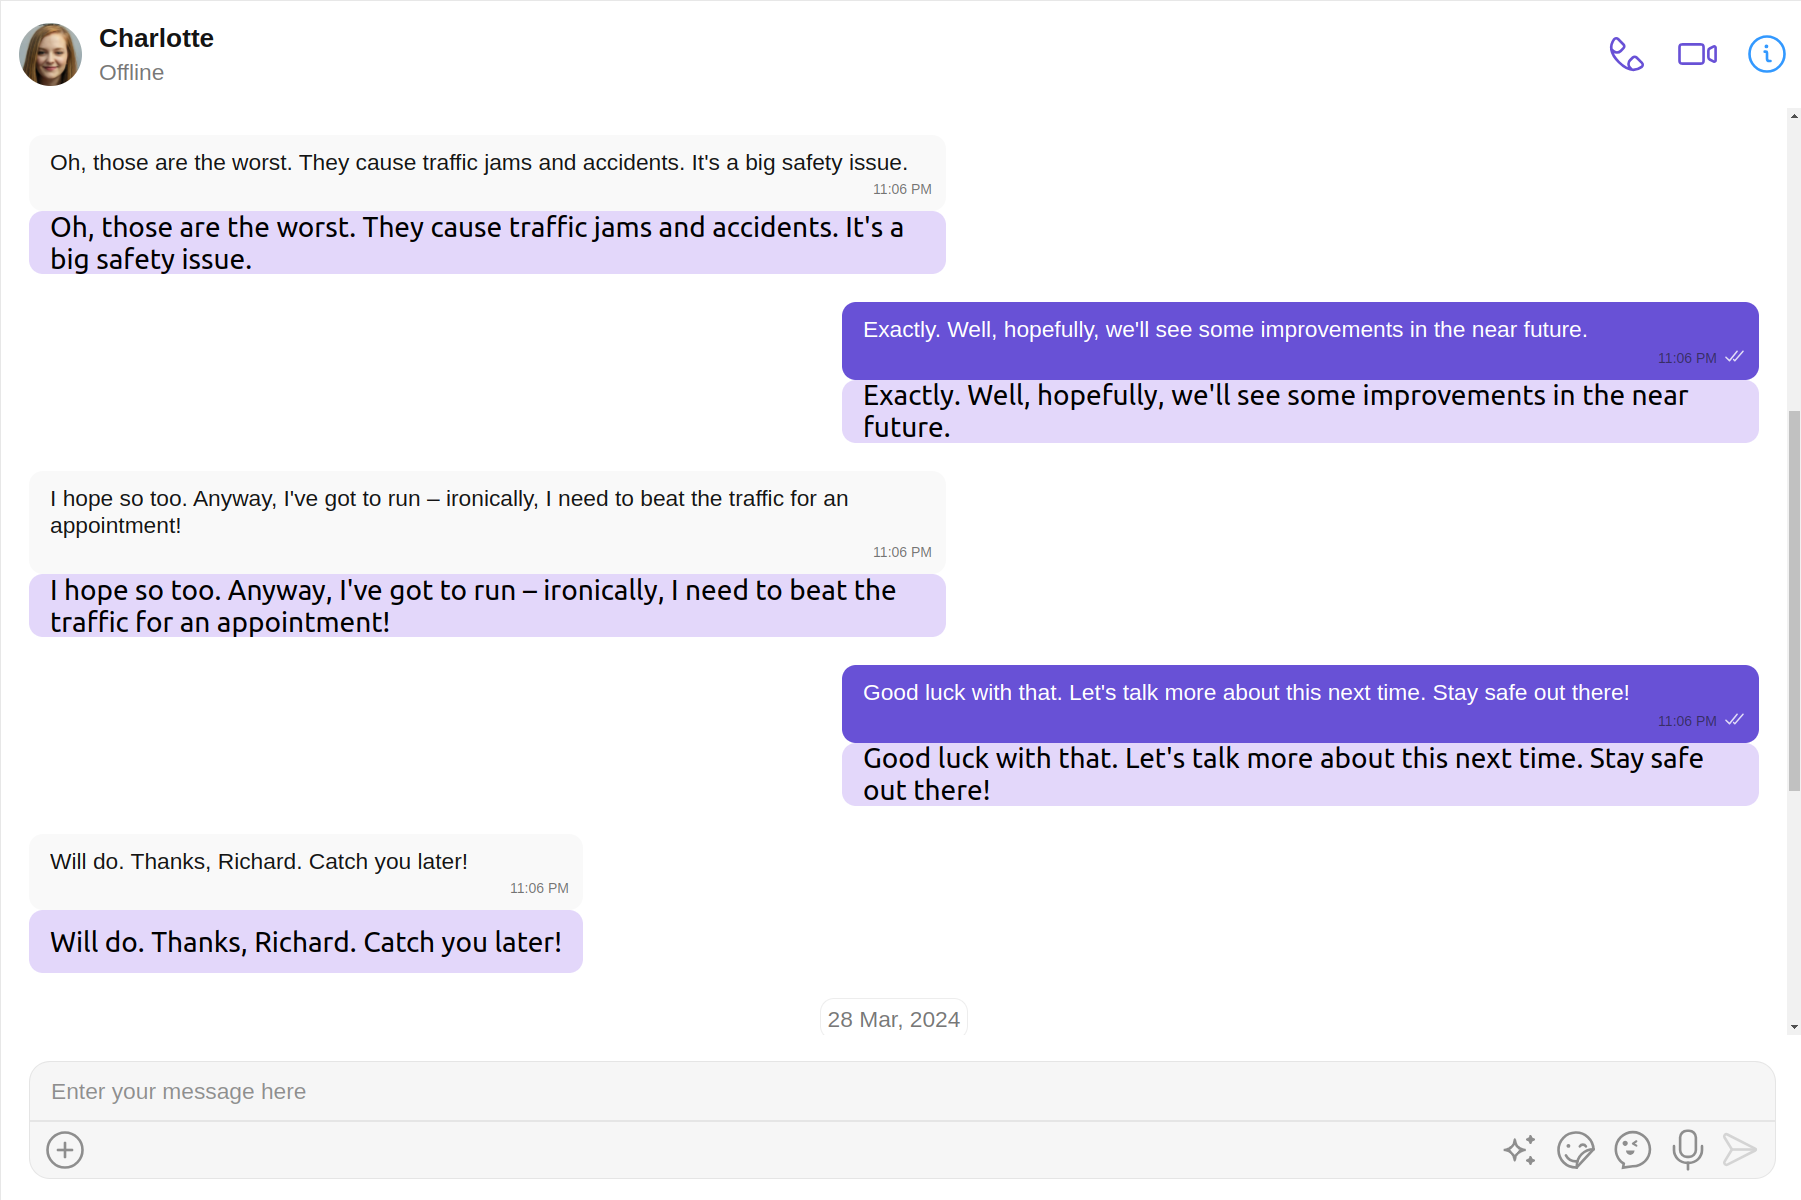 Charlotte
Offline
Oh, those are the worst. They cause traffic jams and accidents. It's a big safety issue.
11:06 PM
Oh, those are the worst. They cause traffic jams and accidents. It's a
big safety issue.
Exactly. Well, hopefully, we'll see some improvements in the near future.
11:06 PM
Exactly. Well, hopefully, we'll see some improvements in the near
future.
I hope so too. Anyway, I've got to run – ironically, I need to beat the traffic for an
appointment!
11:06 PM
I hope so too. Anyway, I've got to run – ironically, I need to beat the
traffic for an appointment!
Good luck with that. Let's talk more about this next time. Stay safe out there!
11:06 PM
Good luck with that. Let's talk more about this next time. Stay safe
out there!
Will do. Thanks, Richard. Catch you later!
11:06 PM
Will do. Thanks, Richard. Catch you later!
28 Mar, 2024
Enter your message here